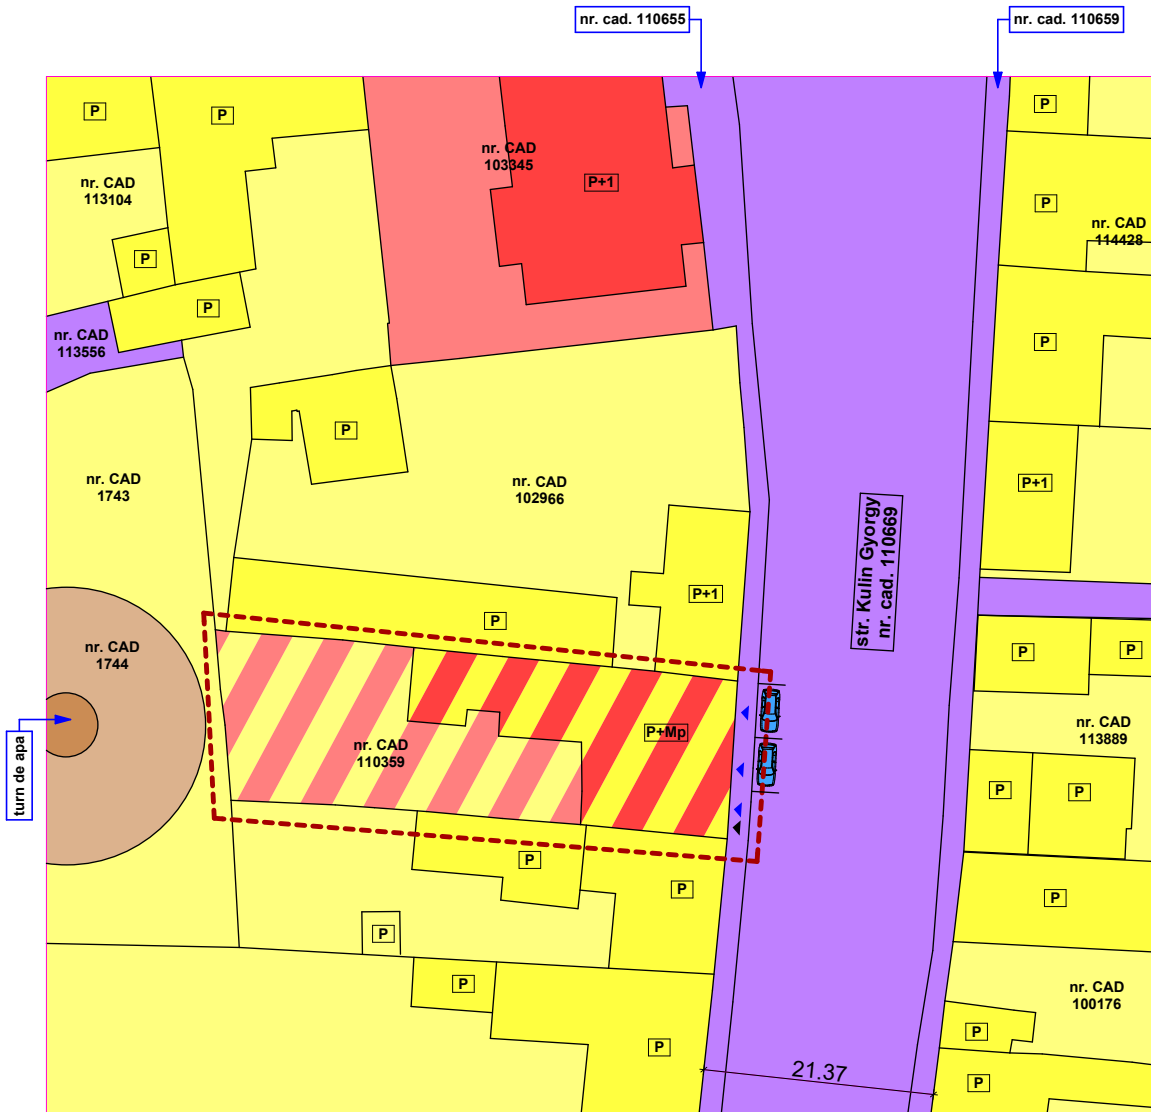 nr. cad. 110655
nr. cad. 110659
P
P
P
nr. CAD
103345
P+1
nr. CAD
113104
P
nr. CAD
114428
P
P
nr. CAD
113556
P
P
nr. CAD
1743
nr. CAD
102966
P+1
str. Kulin Gyorgy
nr. cad. 110669
P+1
P
nr. CAD
1744
P
P
turn de apa
P+Mp
nr. CAD
110359
nr. CAD
113889
P
P
P
P
P
P
P
nr. CAD
100176
P
P
21.37
P